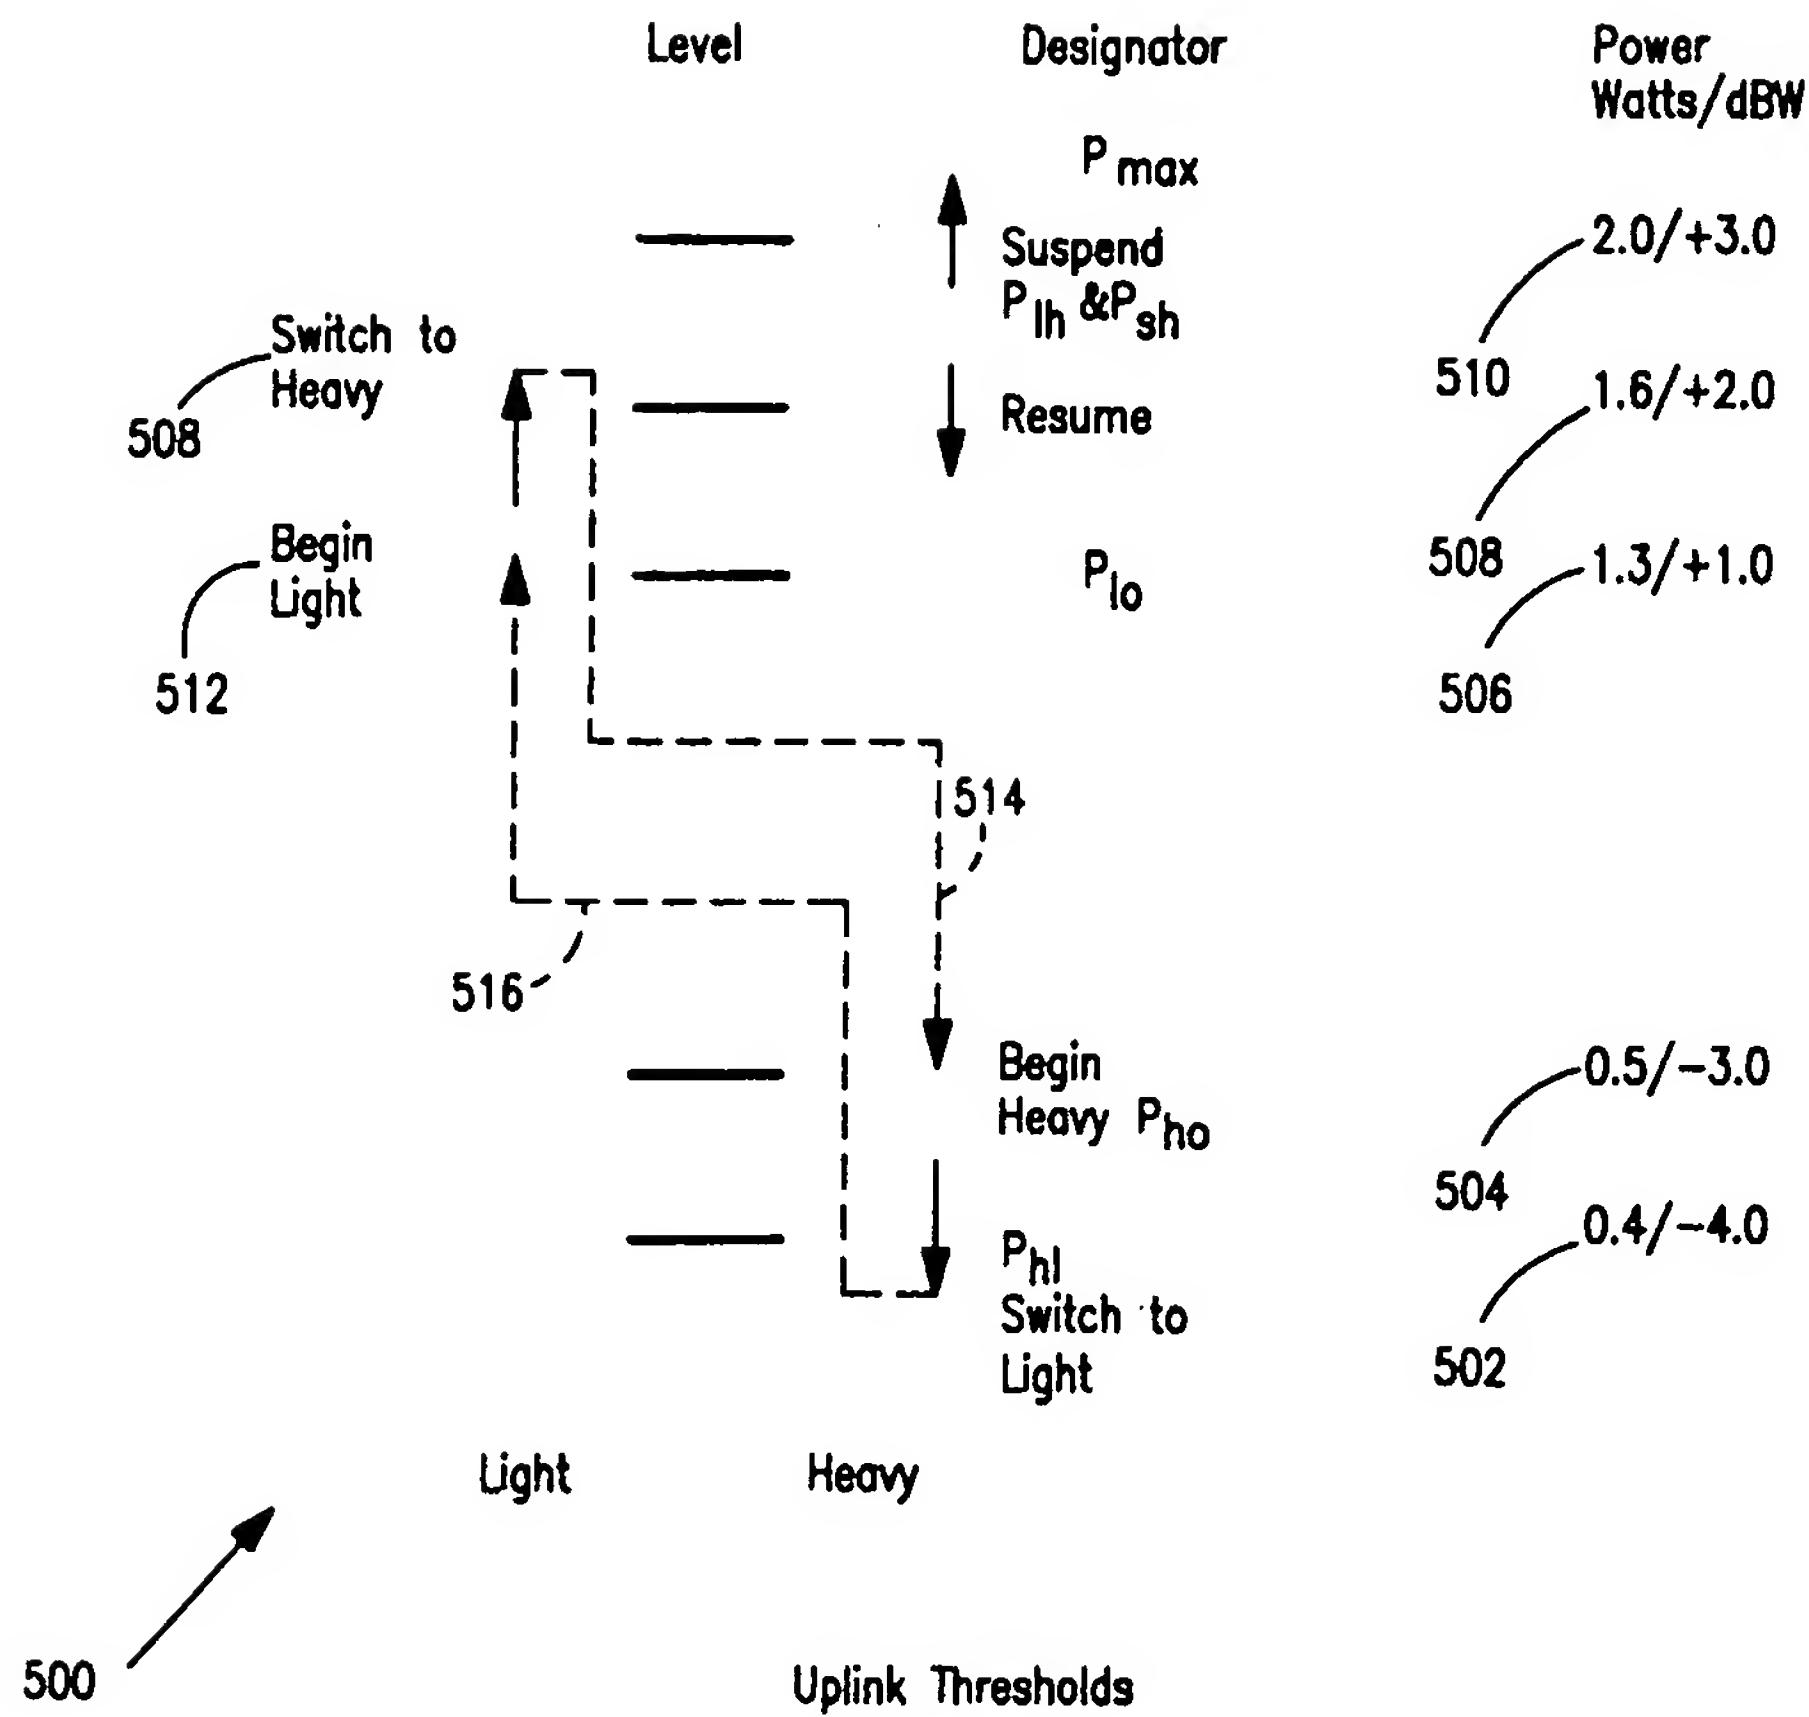 Level Designator Power
Watts/dBW
P max
Suspend 2.0/+3.0
P lh &P sh
510
Switch to
Heavy 1.6/+2.0
508 Resume
508
Begin
Light P lo 1.3/+1.0
512 506
514
516
Begin 0.5/-3.0
Heavy P ho
504
P hl 0.4/-4.0
Switch to
Light 502
Light Heavy
500 Uplink Thresholds